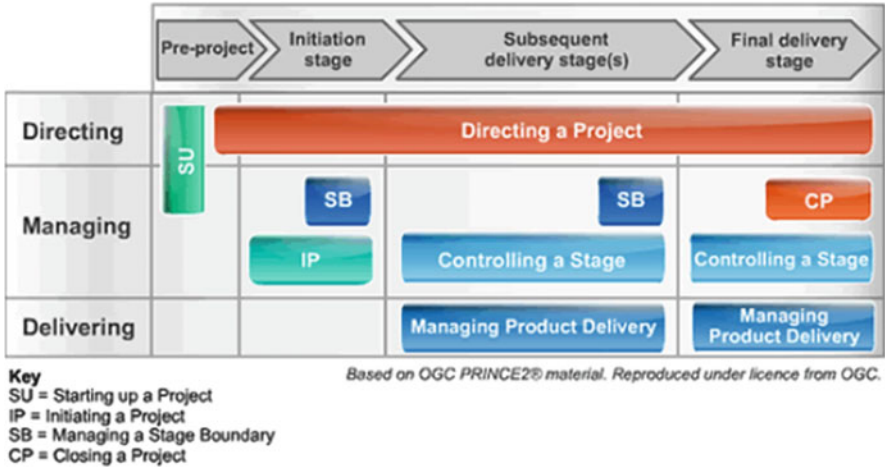 Pre-project
Initiation
stage
Subsequent
delivery stage(s)
Final delivery
stage
Directing
SU
Directing a Project
Managing
SB
SB
CP
IP
Controlling a Stage
Controlling a Stage
Delivering
Managing Product Delivery
Managing
Product Delivery
Key
Based on OGC PRINCE2® material. Reproduced under licence from OGC.
SU = Starting up a Project
IP = Initiating a Project
SB = Managing a Stage Boundary
CP = Closing a Project